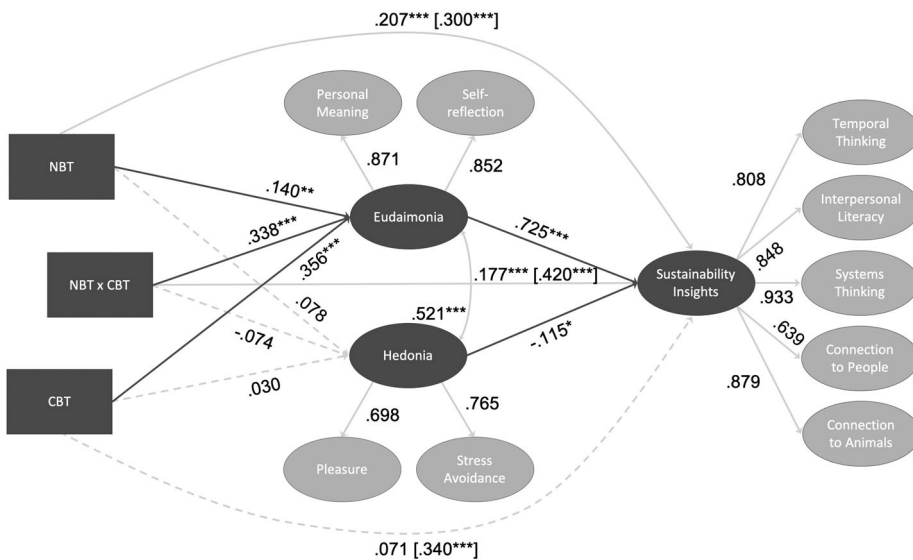 .207*** [.300***]
Personal
Meaning
Self-
reflection
Temporal
Thinking
NBT
.871
.852
.808
.140**
Interpersonal
Literacy
Eudaimonia
.338***
.725***
.848
.356***
NBT x CBT
.177*** [.420***]
Sustainability
Insights
Systems
Thinking
.933
.078
.521***
.639
-.074
Hedonia
-.115*
Connection
to People
.030
.879
CBT
.698
.765
Connection
to Animals
Pleasure
Stress
Avoidance
.071 [.340***]